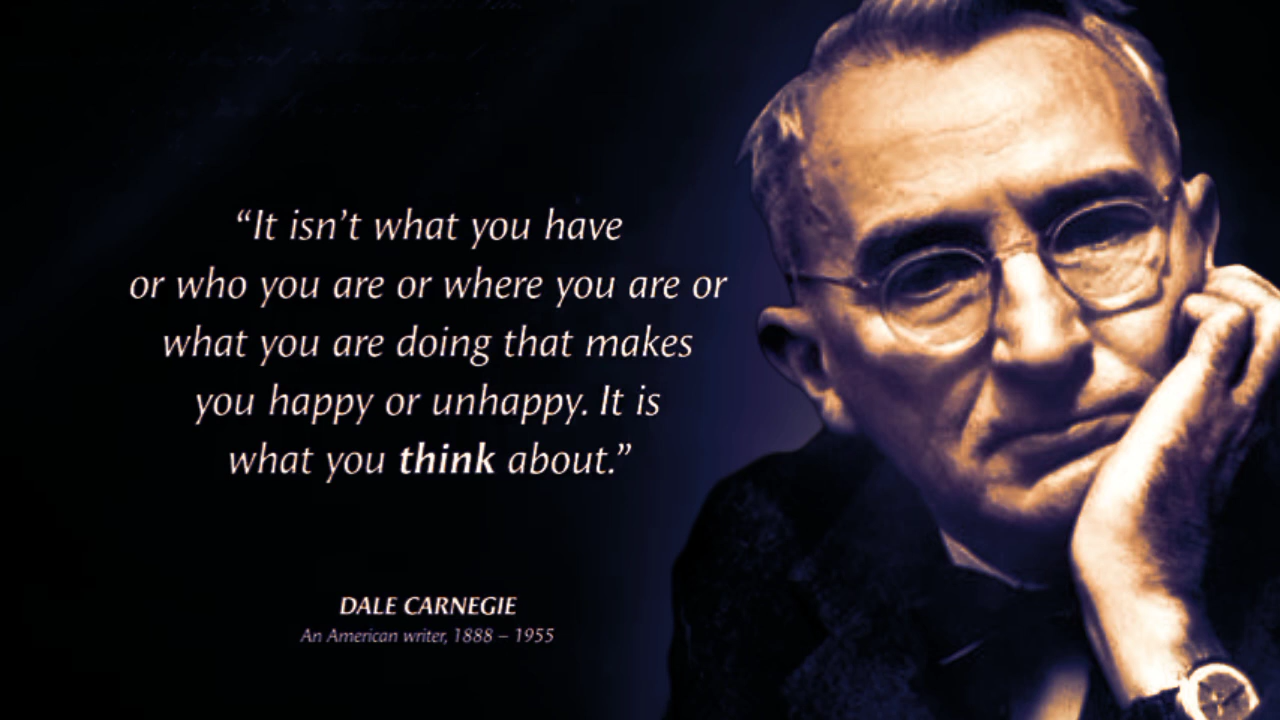 “It isn’t what you have
or who you are or where you are or
what you are doing that makes
you happy or unhappy. It is
what you think about.”
DALE CARNEGIE
An American writer, 1888 – 1955